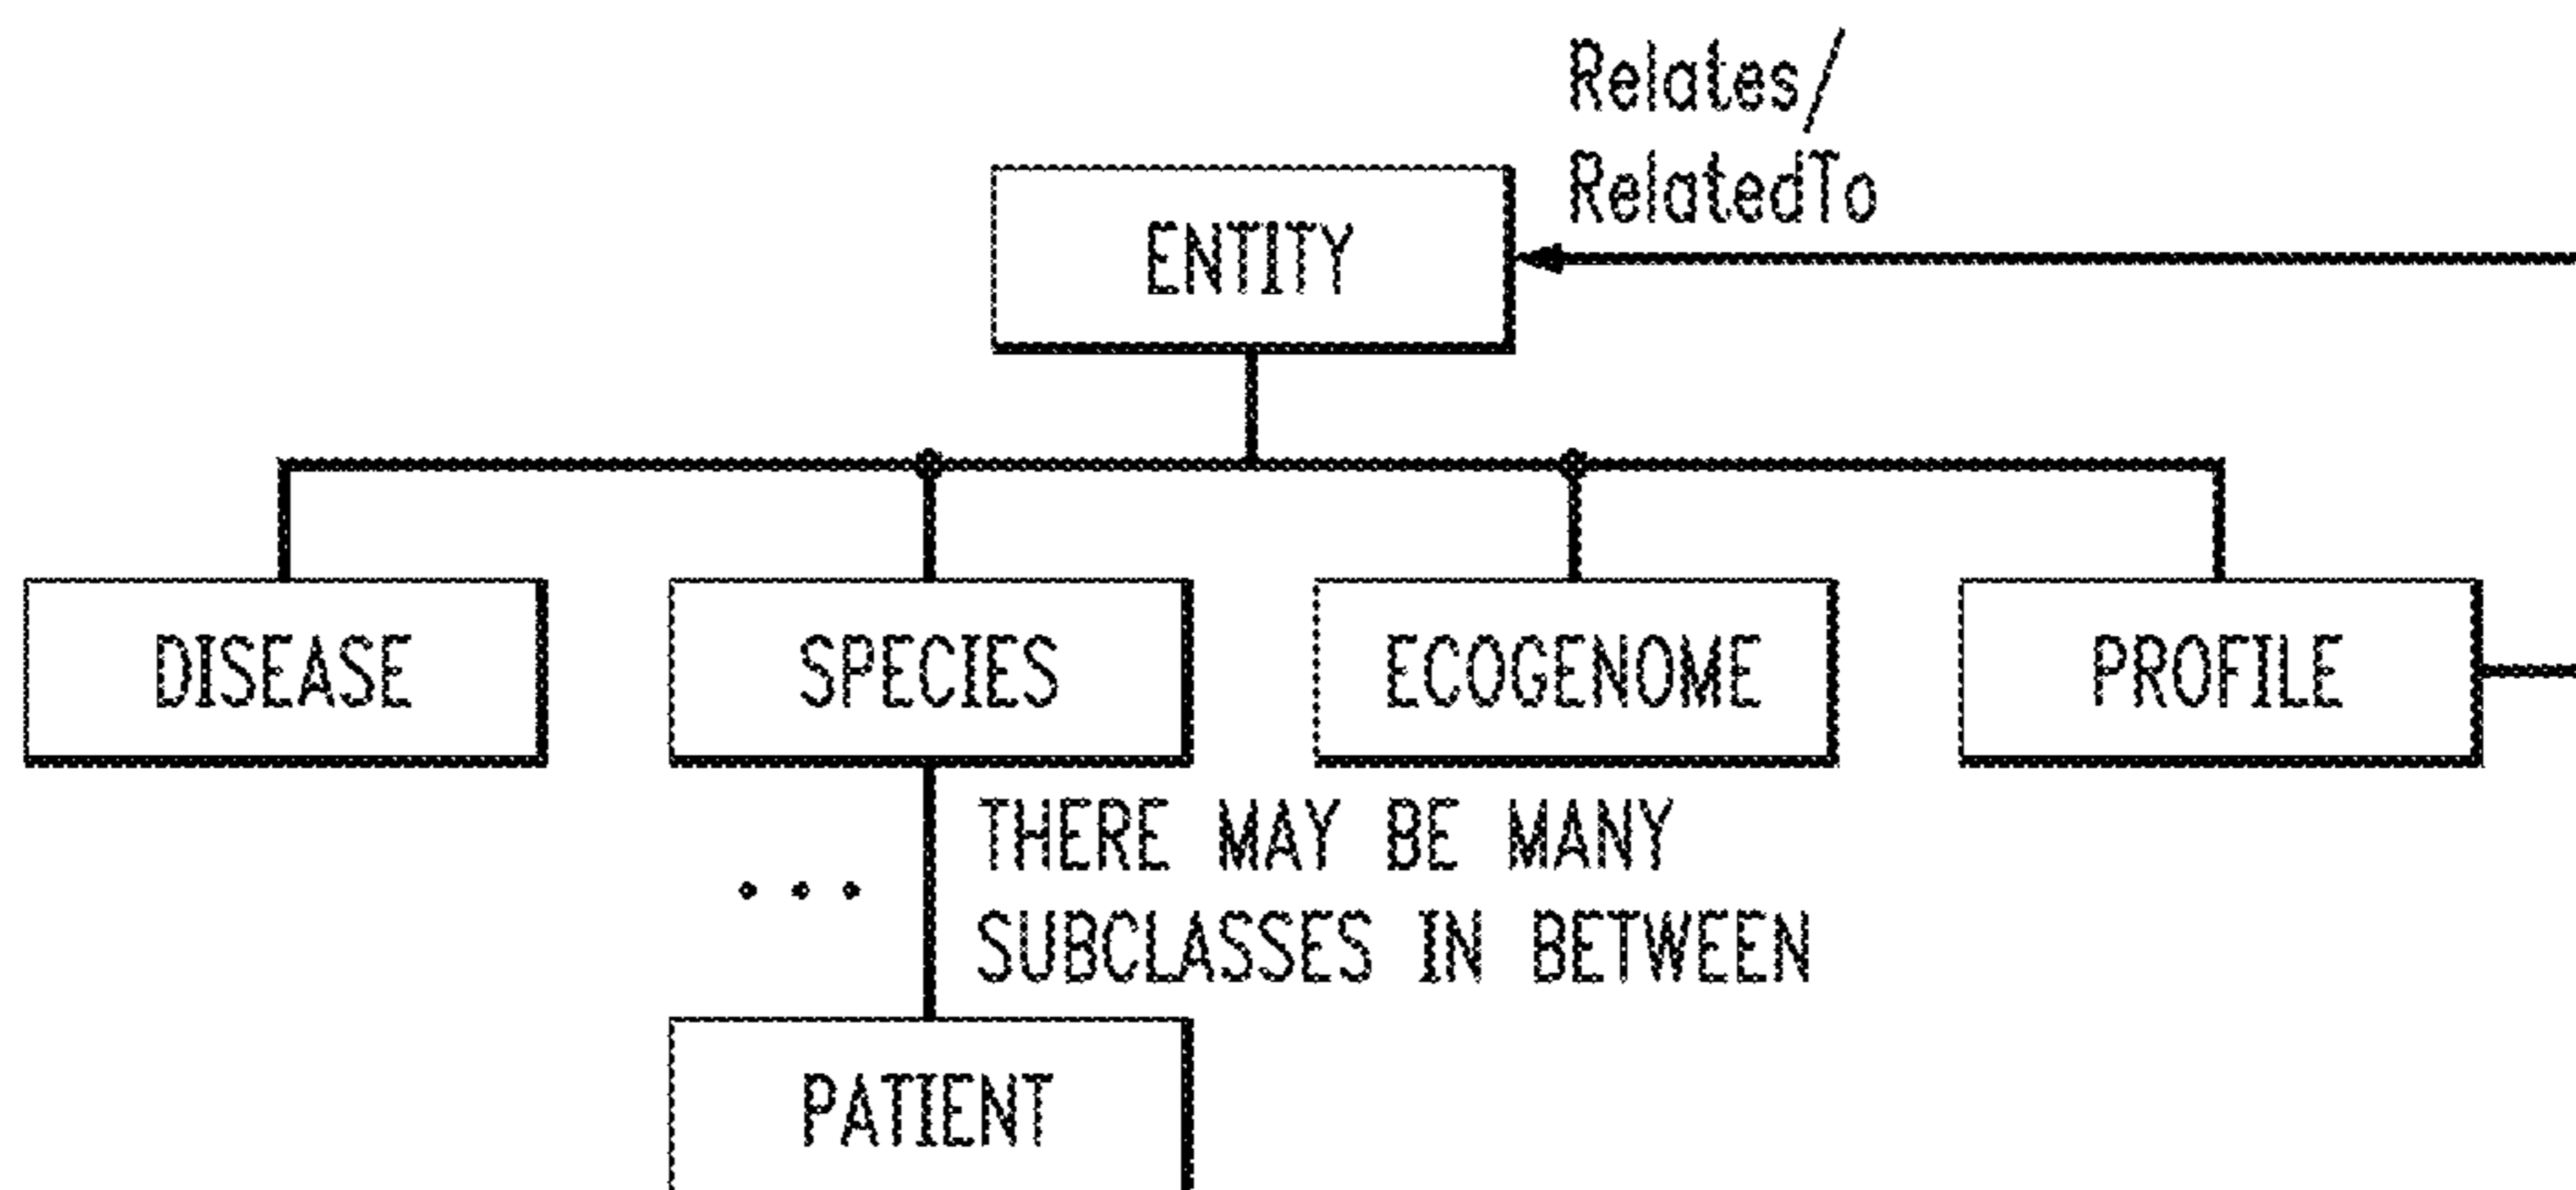 Relates/
RelatedTo
ENTITY
DISEASE
SPECIES
ECOGENOME
PROFILE
THERE MAY BE MANY
SUBCLASSES IN BETWEEN
...
PATIENT